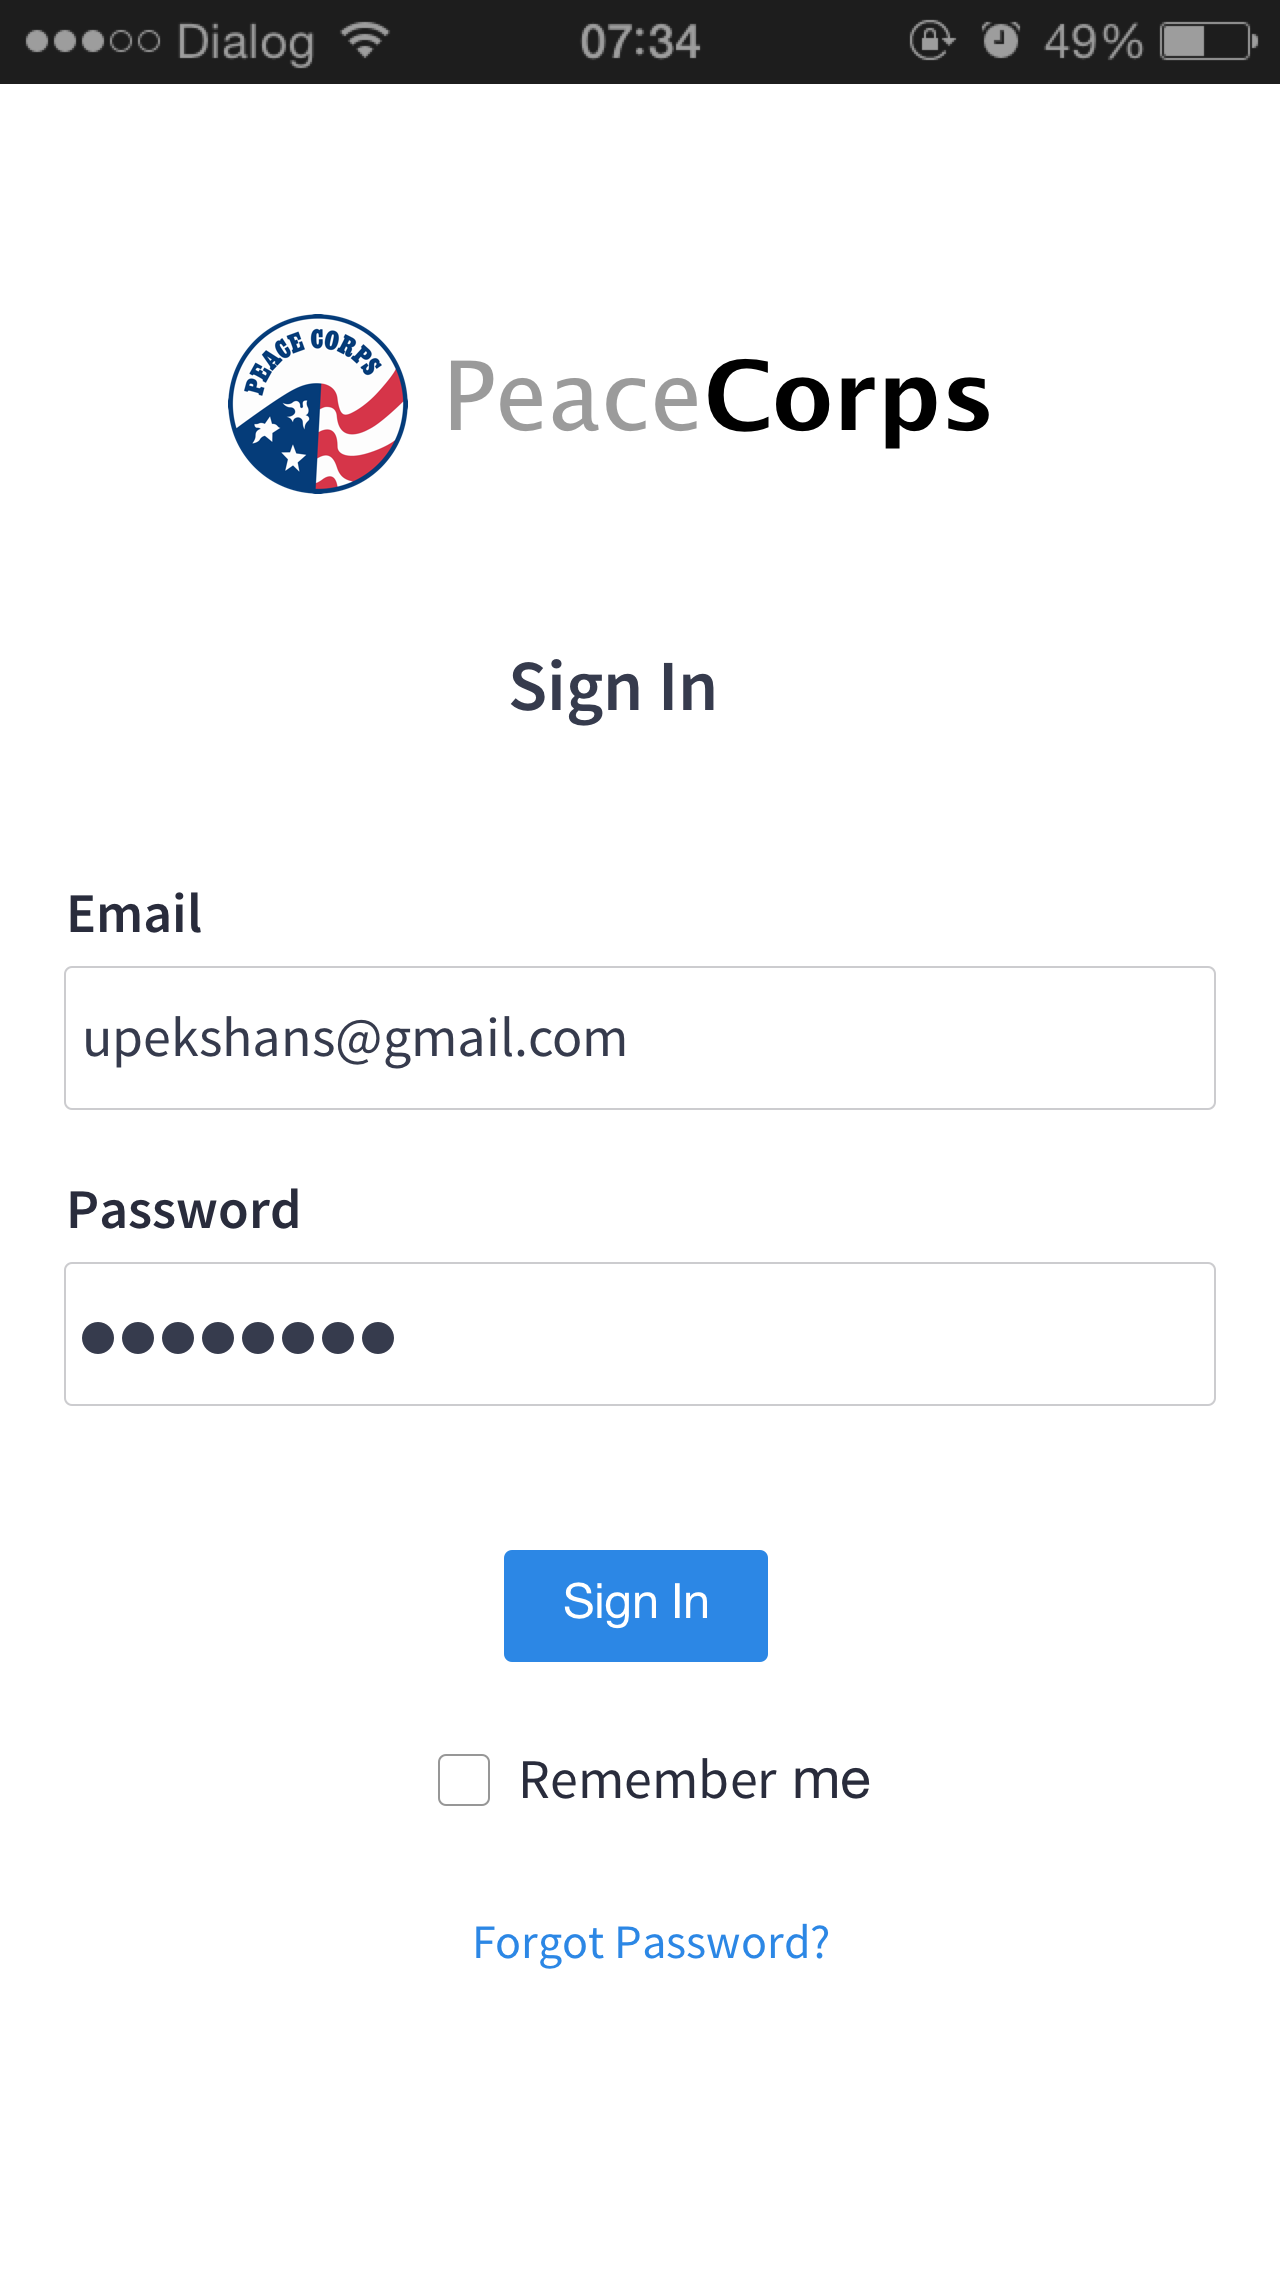 Dialog 07:34 49%
PEACE CORPS
PeaceCorps
Sign In
Email
upekshans@gmail.com
Password
Sign In
Remember me
Forgot Password?